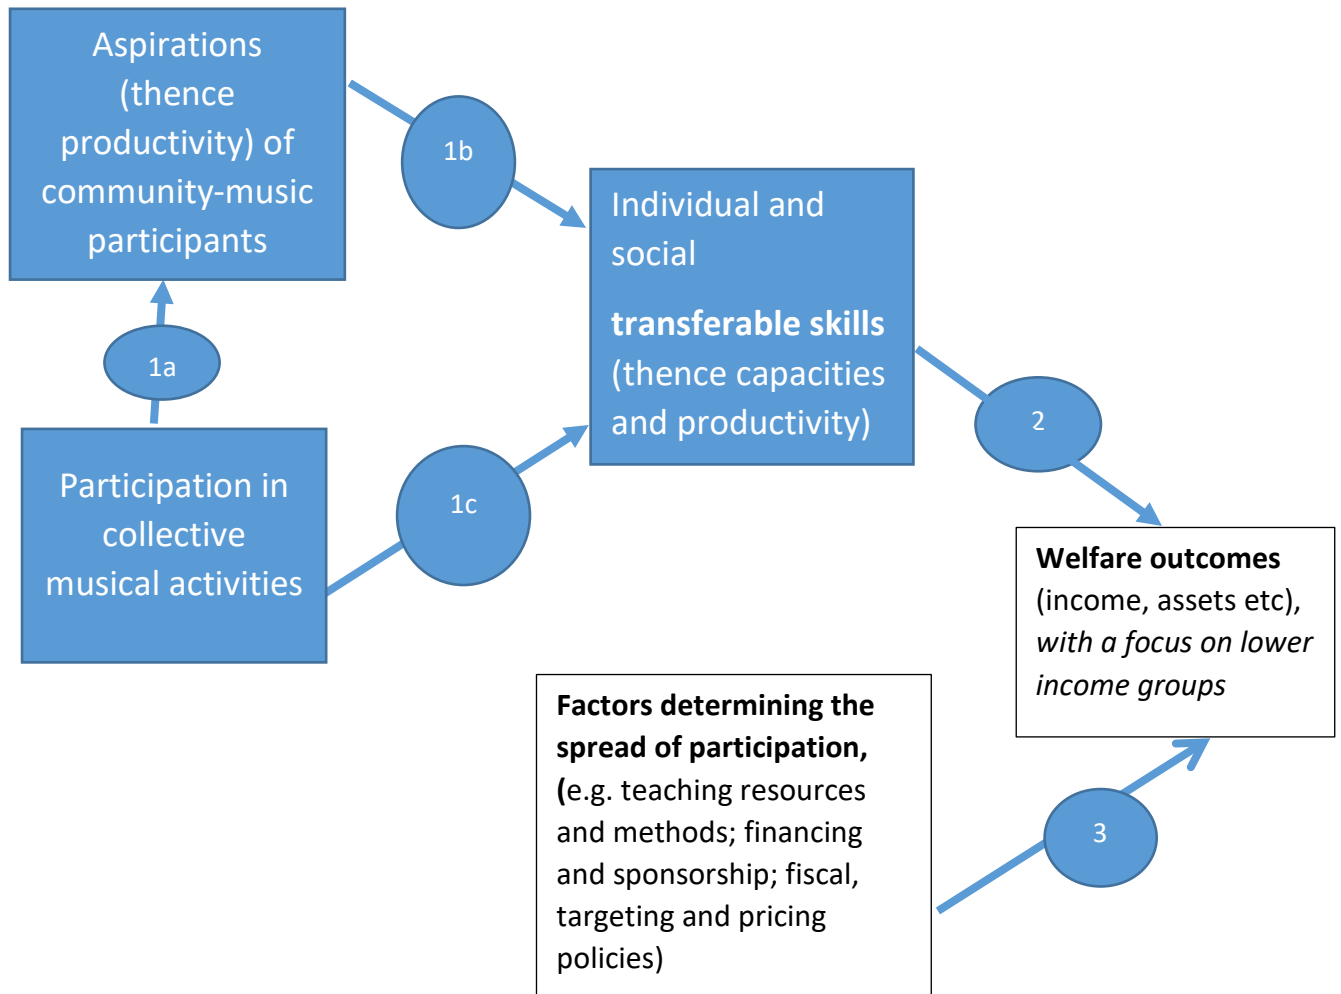 Aspirations
(thence
productivity) of
community-music
participants
1b
Individual and
social
transferable skills
(thence capacities
and productivity)
1a
2
Participation in
collective
musical activities
1c
Welfare outcomes
(income, assets etc),
with a focus on lower
income groups
Factors determining the
spread of participation,
(e.g. teaching resources
and methods; financing
and sponsorship; fiscal,
targeting and pricing
policies)
3